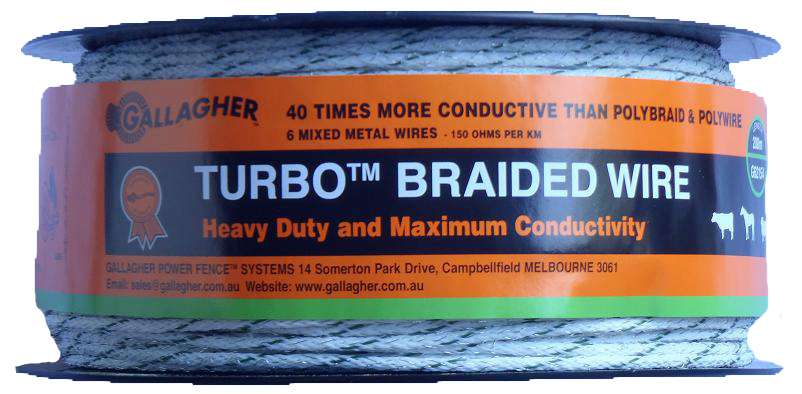 GALLAGHER™
40 TIMES MORE CONDUCTIVE THAN POLYBRAID & POLYWIRE
6 MIXED METAL WIRES - 150 OHMS PER KM
200m
G62154
TURBO™ BRAIDED WIRE
Heavy Duty and Maximum Conductivity
GALLAGHER POWER FENCE™ SYSTEMS 14 Somerton Park Drive, Campbellfield MELBOURNE 3061
Email: sales@gallagher.com.au Website: www.gallagher.com.au